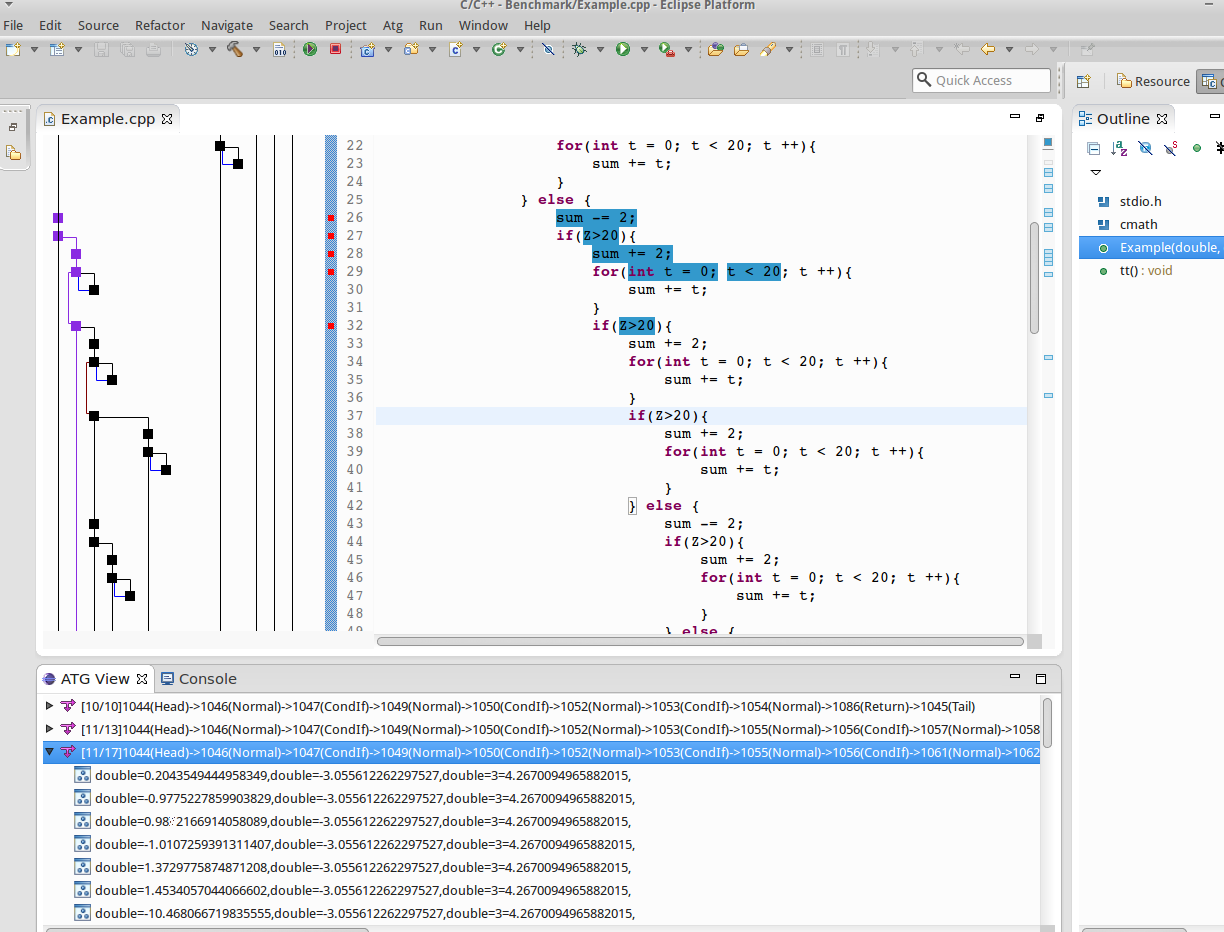 C/C++ - Benchmark/Example.cpp - Eclipse Platform
File Edit Source Refactor Navigate Search Project Atg Run Window Help
Quick Access
Resource
Example.cpp
Outline
22 for(int t = 0; t < 20; t ++){
23 sum += t;
24 }
25 } else {
26 sum -= 2;
27 if(Z>20){
28 sum += 2;
29 for(int t = 0; t < 20; t ++){
30 sum += t;
31 }
32 if(Z>20){
33 sum += 2;
34 for(int t = 0; t < 20; t ++){
35 sum += t;
36 }
37 if(Z>20){
38 sum += 2;
39 for(int t = 0; t < 20; t ++){
40 sum += t;
41 }
42 } else {
43 sum -= 2;
44 if(Z>20){
45 sum += 2;
46 for(int t = 0; t < 20; t ++){
47 sum += t;
48 }
49 } else {
stdio.h
cmath
Example(double,
tt() : void
ATG View
Console
[10/10]1044(Head)->1046(Normal)->1047(CondIf)->1049(Normal)->1050(CondIf)->1052(Normal)->1053(CondIf)->1054(Normal)->1086(Return)->1045(Tail)
[11/13]1044(Head)->1046(Normal)->1047(CondIf)->1049(Normal)->1050(CondIf)->1052(Normal)->1053(CondIf)->1055(Normal)->1056(CondIf)->1057(Normal)->1058
[11/17]1044(Head)->1046(Normal)->1047(CondIf)->1049(Normal)->1050(CondIf)->1052(Normal)->1053(CondIf)->1055(Normal)->1056(CondIf)->1061(Normal)->1062
double=0.2043549444958349,double=-3.055612262297527,double=3=4.2670094965882015,
double=-0.9775227859903829,double=-3.055612262297527,double=3=4.2670094965882015,
double=-3.055612262297527,double=3=4.2670094965882015,
double=-1.0107259391311407,double=-3.055612262297527,double=3=4.2670094965882015,
double=1.3729775874871208,double=-3.055612262297527,double=3=4.2670094965882015,
double=1.4534057044066602,double=-3.055612262297527,double=3=4.2670094965882015,
double=-10.468066719835555,double=-3.055612262297527,double=3=4.2670094965882015,